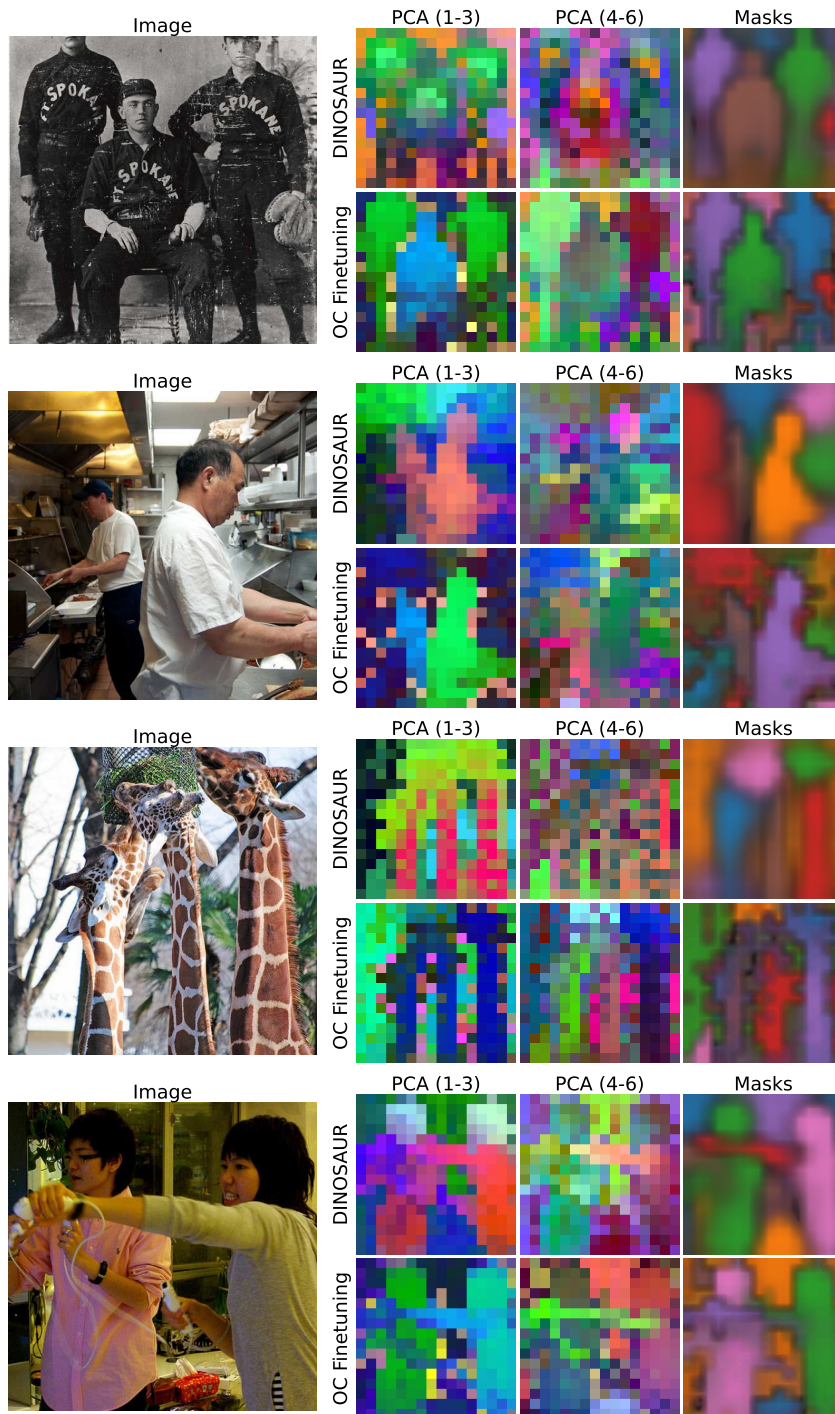 Image
PCA (1-3)
PCA (4-6)
Masks
DINOSAUR
OC Finetuning
FT. SPOKANE
SPOKANE
FT SPOKANE
Image
PCA (1-3)
PCA (4-6)
Masks
DINOSAUR
OC Finetuning
Image
PCA (1-3)
PCA (4-6)
Masks
DINOSAUR
OC Finetuning
Image
PCA (1-3)
PCA (4-6)
Masks
DINOSAUR
OC Finetuning